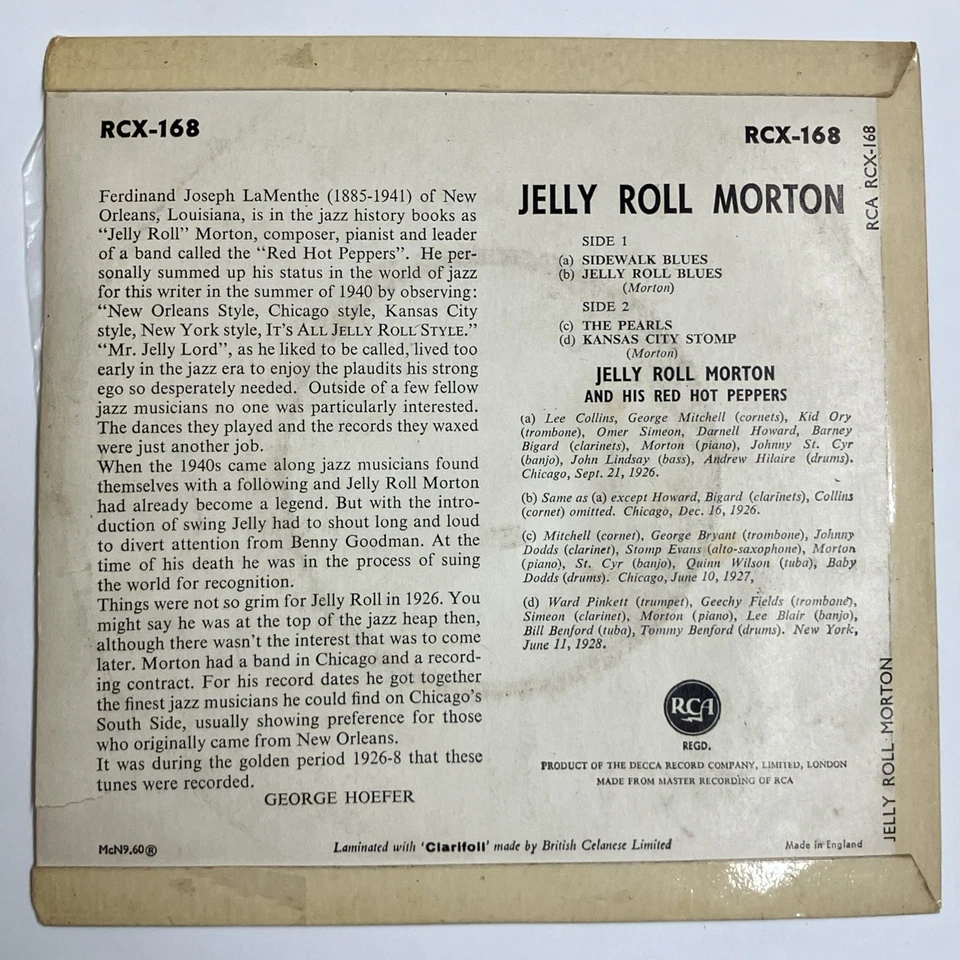 RCX-168
Ferdinand Joseph LaMenthe (1885-1941) of New
Orleans, Louisiana, is in the jazz history books as
"Jelly Roll" Morton, composer, pianist and leader
of a band called the "Red Hot Peppers". He per-
sonally summed up his status in the world of jazz
for this writer in the summer of 1940 by observing:
"New Orleans Style, Chicago style, Kansas City
style, New York style, IT'S ALL JELLY ROLL STYLE."
"Mr. Jelly Lord", as he liked to be called, lived too
early in the jazz era to enjoy the plaudits his strong
ego so desperately needed. Outside of a few fellow
jazz musicians no one was particularly interested.
The dances they played and the records they waxed
were just another job.
When the 1940s came along jazz musicians found
themselves with a following and Jelly Roll Morton
had already become a legend. But with the intro-
duction of swing Jelly had to shout long and loud
to divert attention from Benny Goodman. At the
time of his death he was in the process of suing
the world for recognition.
Things were not so grim for Jelly Roll in 1926. You
might say he was at the top of the jazz heap then,
although there wasn't the interest that was to come
later. Morton had a band in Chicago and a record-
ing contract. For his record dates he got together
the finest jazz musicians he could find on Chicago's
South Side, usually showing preference for those
who originally came from New Orleans.
It was during the golden period 1926-8 that these
tunes were recorded.
GEORGE HOEFER
RCX-168
JELLY ROLL MORTON
SIDE 1
(a) SIDEWALK BLUES
(b) JELLY ROLL BLUES
(Morton)
SIDE 2
(c) THE PEARLS
(d) KANSAS CITY STOMP
(Morton)
JELLY ROLL MORTON
AND HIS RED HOT PEPPERS
(a) Lee Collins, George Mitchell (cornets), Kid Ory
(trombone), Omer Simeon, Darnell Howard, Barney
Bigard (clarinets), Morton (piano), Johnny St. Cyr
(banjo), John Lindsay (bass), Andrew Hilaire (drums).
Chicago, Sept. 21, 1926.
(b) Same as (a) except Howard, Bigard (clarinets), Collins
(cornet) omitted. Chicago, Dec. 16, 1926.
(c) Mitchell (cornet), George Bryant (trombone), Johnny
Dodds (clarinet), Stomp Evans (alto-saxophone), Morton
(piano), St. Cyr (banjo), Quinn Wilson (tuba), Baby
Dodds (drums). Chicago, June 10, 1927,
(d) Ward Pinkett (trumpet), Geechy Fields (trombone),
Simeon (clarinet), Morton (piano), Lee Blair (banjo),
Bill Benford (tuba), Tommy Benford (drums). New York,
June 11, 1928.
RCA
REGD.
PRODUCT OF THE DECCA RECORD COMPANY, LIMITED, LONDON
MADE FROM MASTER RECORDING OF RCA
McN9.60®
Laminated with 'Clarifoil' made by British Celanese Limited
Made in England
RCA RCX-168
JELLY ROLL MORTON